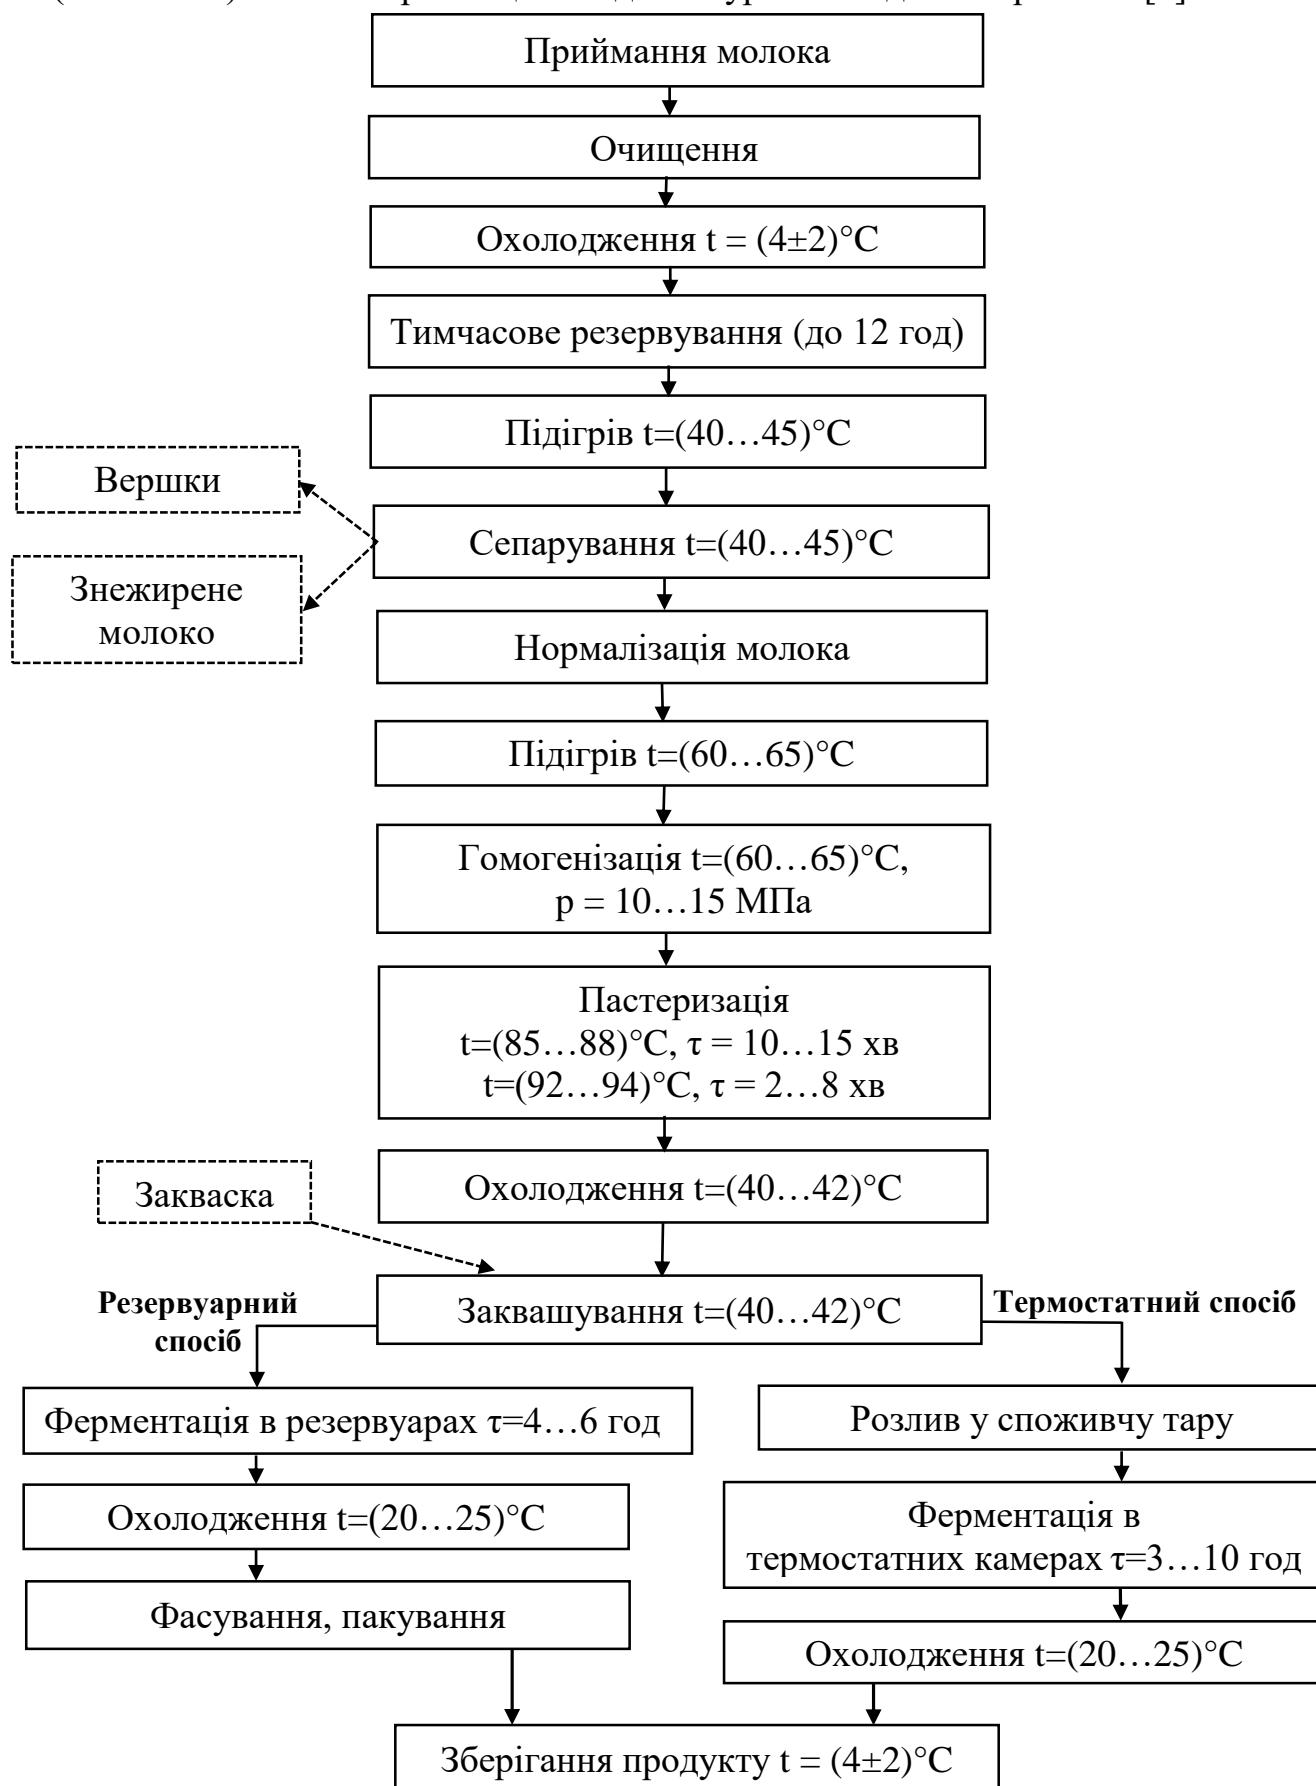 Приймання молока
Очищення
Охолодження t = (4±2)°C
Тимчасове резервування (до 12 год)
Підігрів t=(40…45)°C
Вершки
Сепарування t=(40…45)°C
Знежирене
молоко
Нормалізація молока
Підігрів t=(60…65)°C
Гомогенізація t=(60…65)°C,
р = 10…15 МПа
Пастеризація
t=(85…88)°C, τ = 10…15 хв
t=(92…94)°C, τ = 2…8 хв
Охолодження t=(40…42)°C
Закваска
Заквашування t=(40…42)°C
Резервуарний
спосіб
Термостатний спосіб
Ферментація в резервуарах τ=4…6 год
Охолодження t=(20…25)°C
Фасування, пакування
Розлив у споживчу тару
Ферментація в
термостатних камерах τ=3…10 год
Охолодження t=(20…25)°C
Зберігання продукту t = (4±2)°C